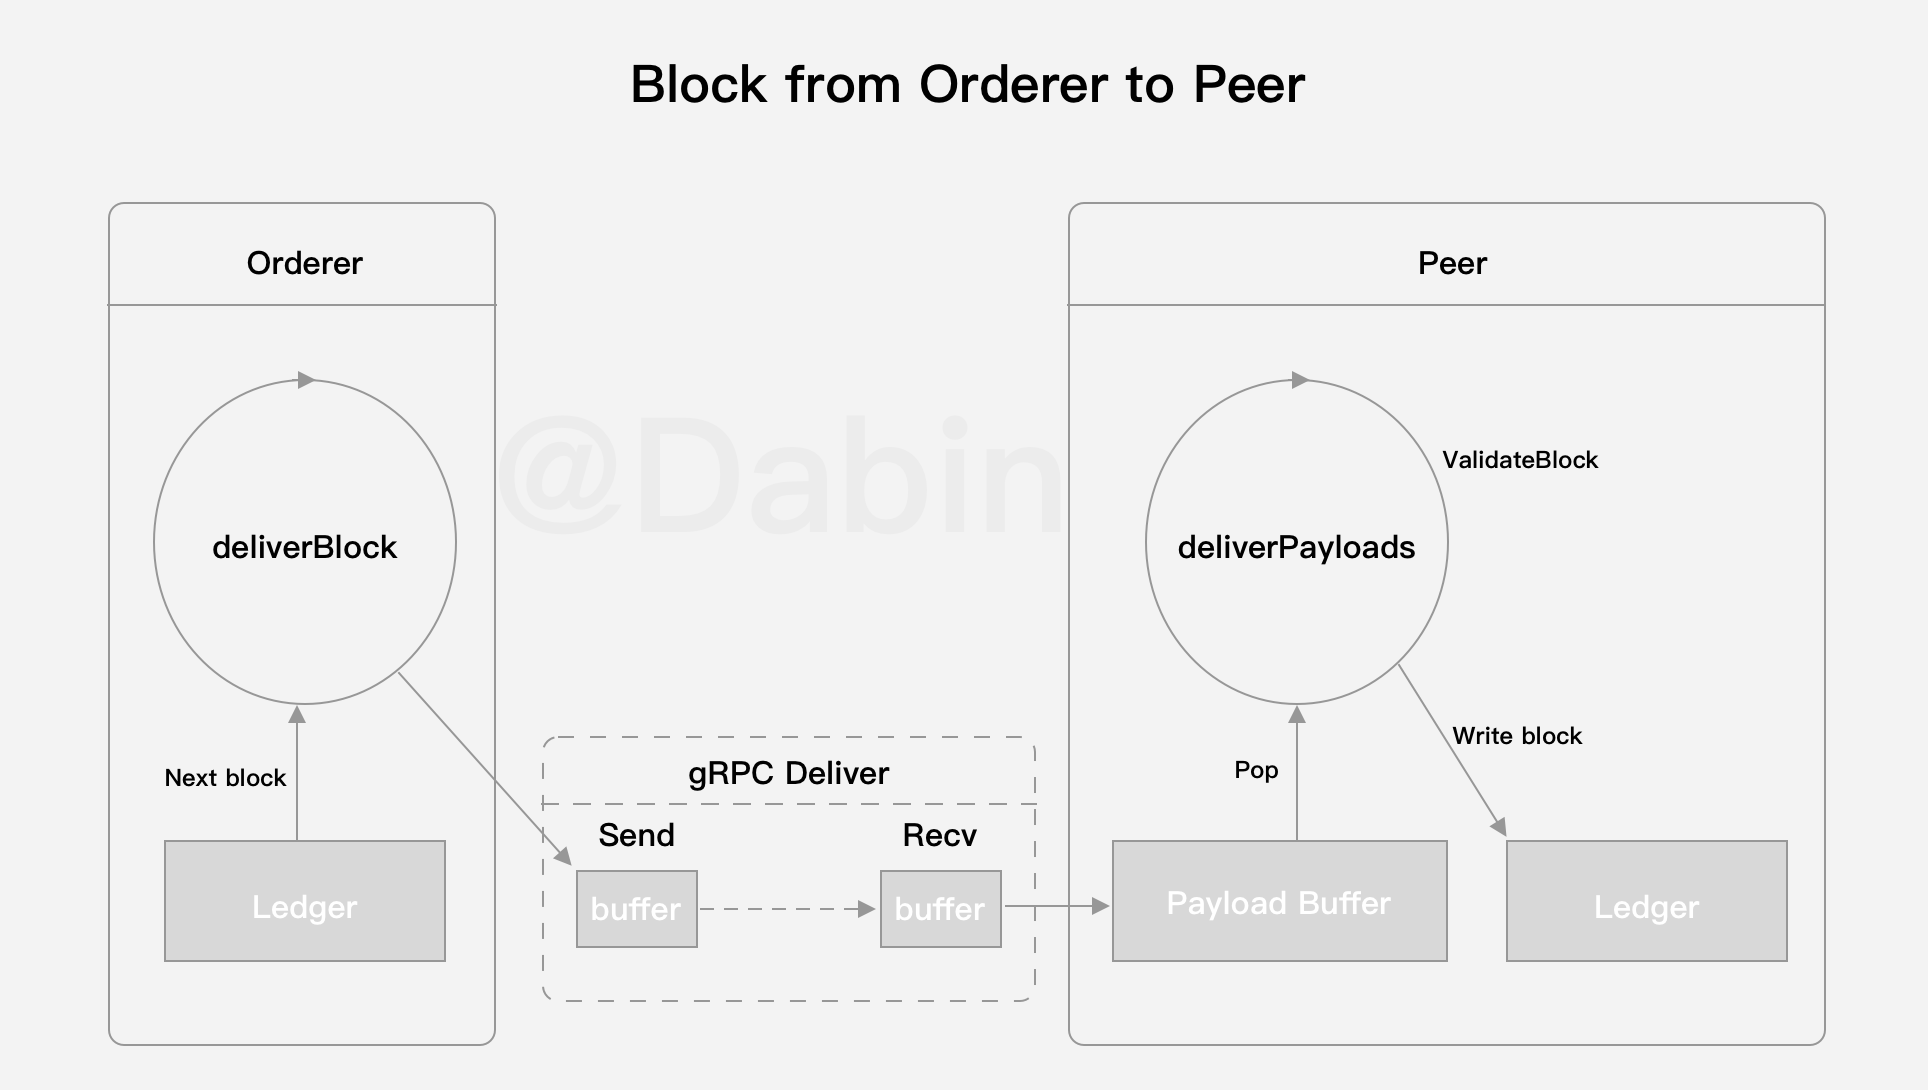 Block from Orderer to Peer
Orderer
Peer
@Dabin
ValidateBlock
deliverBlock
deliverPayloads
Write block
Next block
gRPC Deliver
Pop
Send
Recv
Ledger
buffer
buffer
Payload Buffer
Ledger